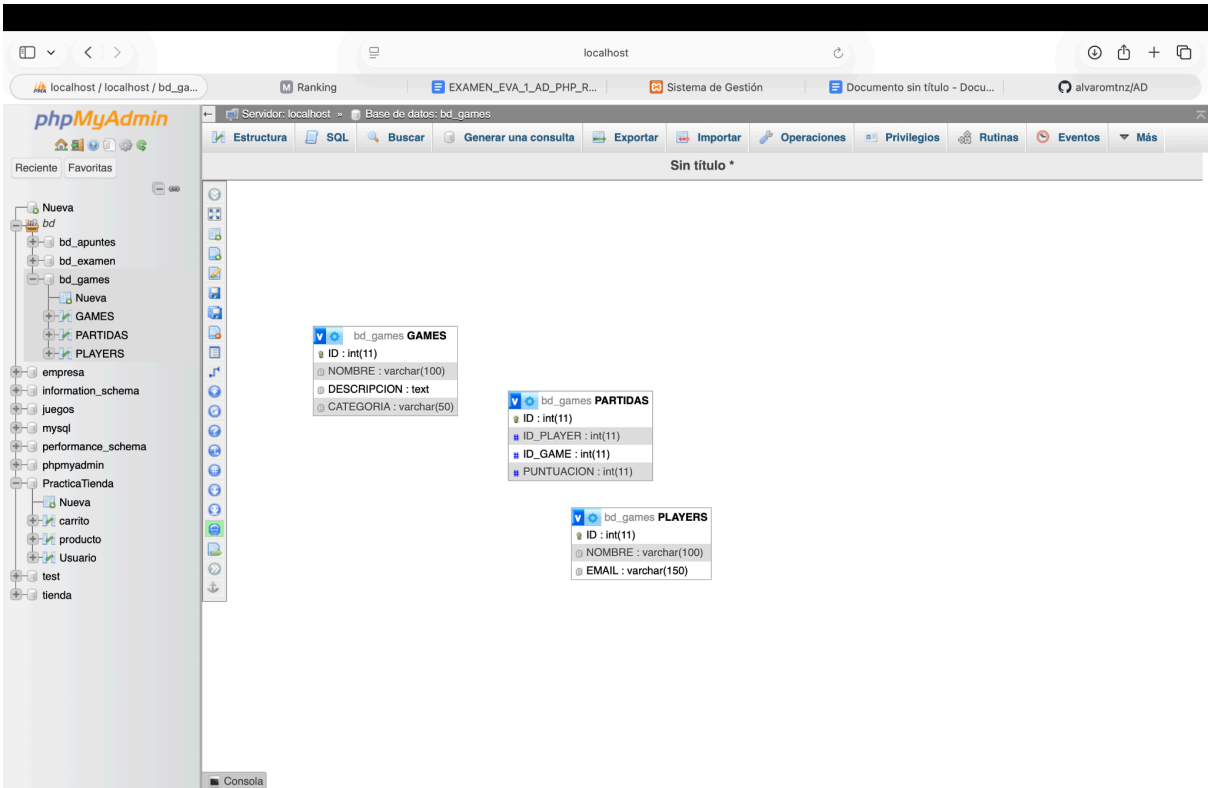 localhost
localhost / localhost / bd_ga...
Ranking
EXAMEN_EVA_1_AD_PHP_R...
Sistema de Gestión
Documento sin título - Docu...
alvaromtnz/AD
phpMyAdmin
Reciente Favoritas
Nueva
bd
bd_apuntes
bd_examen
bd_games
Nueva
GAMES
PARTIDAS
PLAYERS
empresa
information_schema
juegos
mysql
performance_schema
phpmyadmin
PracticaTienda
Nueva
carrito
producto
Usuario
test
tienda
Servidor: localhost » Base de datos: bd_games
Estructura SQL Buscar Generar una consulta Exportar Importar Operaciones Privilegios Rutinas Eventos Más
Sin título *
bd_games GAMES
ID : int(11)
NOMBRE : varchar(100)
DESCRIPCION : text
CATEGORIA : varchar(50)
bd_games PARTIDAS
ID : int(11)
ID_PLAYER : int(11)
ID_GAME : int(11)
PUNTUACION : int(11)
bd_games PLAYERS
ID : int(11)
NOMBRE : varchar(100)
EMAIL : varchar(150)
Consola